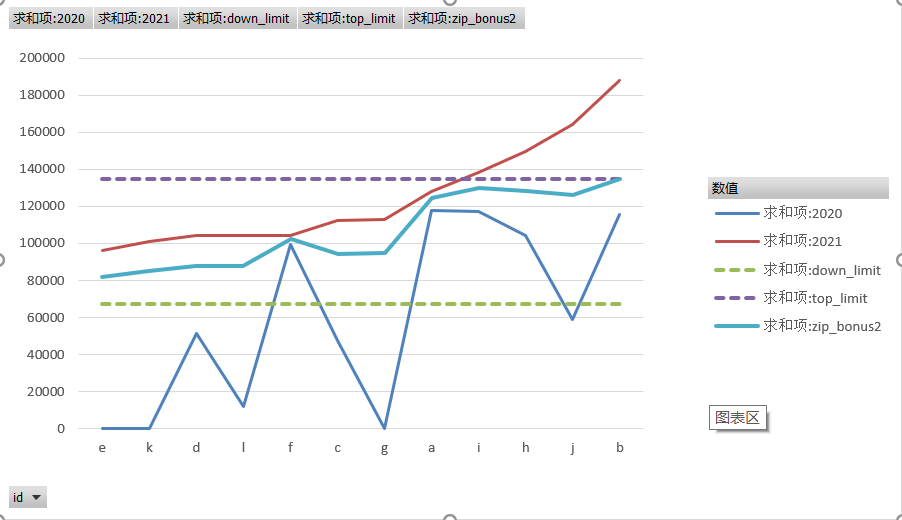 求和项:2020 求和项:2021 求和项:down_limit 求和项:top_limit 求和项:zip_bonus2
200000
180000
160000
140000
120000
100000
80000
60000
40000
20000
0
e k d l f c g a i h j b
数值
求和项:2020
求和项:2021
求和项:down_limit
求和项:top_limit
求和项:zip_bonus2
图表区
id